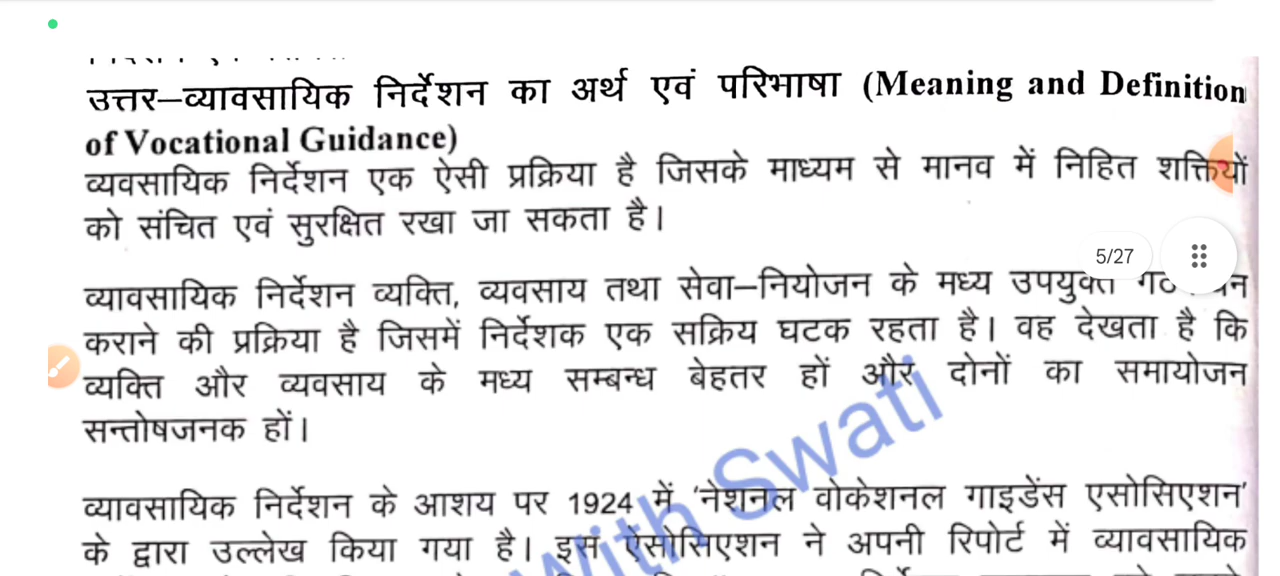 उत्तर–व्यावसायिक निर्देशन का अर्थ एवं परिभाषा (Meaning and Definition
of Vocational Guidance)
व्यवसायिक निर्देशन एक ऐसी प्रक्रिया है जिसके माध्यम से मानव में निहित शक्तियों
को संचित एवं सुरक्षित रखा जा सकता है।
5/27
व्यावसायिक निर्देशन व्यक्ति, व्यवसाय तथा सेवा–नियोजन के मध्य उपयुक्त
कराने की प्रक्रिया है जिसमें निर्देशक एक सक्रिय घटक रहता है। वह देखता है कि
व्यक्ति और व्यवसाय के मध्य सम्बन्ध बेहतर हों और दोनों का समायोजन
सन्तोषजनक हों।
व्यावसायिक निर्देशन के आशय पर 1924 में 'नेशनल वोकेशनल गाइडेंस एसोसिएशन'
के द्वारा उल्लेख किया गया है। इस ऐसोसिएशन ने अपनी रिपोर्ट में व्यावसायिक
With Swati